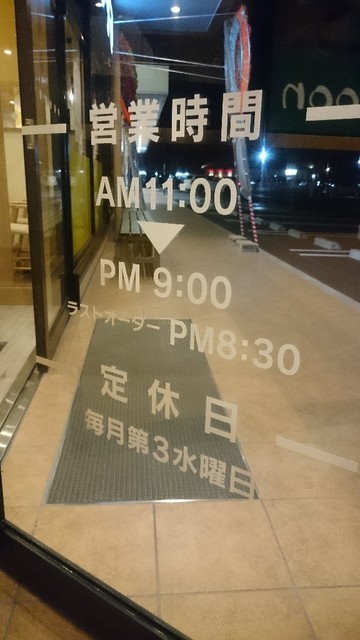 営業時間
AM11:00
▼
PM 9:00
ラストオーダー PM8:30
定休日
毎月第3水曜日